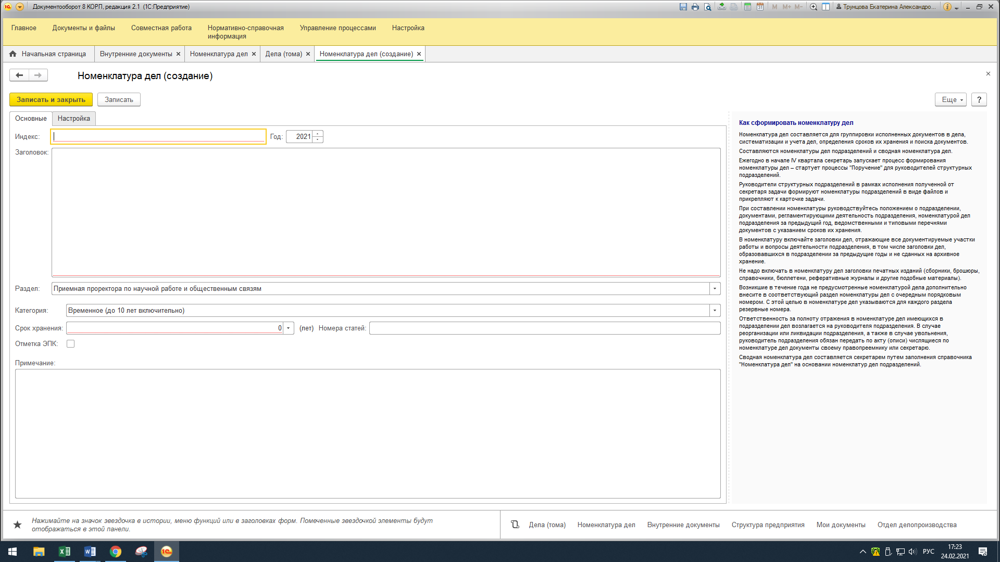 Документооборот 8 КОРП, редакция 2.1 (1С:Предприятие)
M M+ M−
Трунцова Екатерина Александро...
Главное
Документы и файлы
Совместная работа
Нормативно-справочная
информация
Управление процессами
Настройка
Начальная страница
Внутренние документы
Номенклатура дел
Дела (тома)
Номенклатура дел (создание)
Номенклатура дел (создание)
Записать и закрыть
Записать
Еще
?
Основные
Настройка
Индекс:
Год: 2021
Заголовок:
Раздел: Приемная проректора по научной работе и общественным связям
Категория: Временное (до 10 лет включительно)
Срок хранения: 0 (лет) Номера статей:
Отметка ЭПК:
Примечание:
Как сформировать номенклатуру дел
Номенклатура дел составляется для группировки исполненных документов в дела,
систематизации и учета дел, определения сроков их хранения и поиска документов.
Составляются номенклатуры дел подразделений и сводная номенклатура дел.
Ежегодно в начале IV квартала секретарь запускает процесс формирования
номенклатуры дел – стартует процессы "Поручение" для руководителей структурных
подразделений.
Руководители структурных подразделений в рамках исполнения полученной от
секретаря задачи формируют номенклатуры подразделений в виде файлов и
прикрепляют к карточке задачи.
При составлении номенклатуры руководствуйтесь положением о подразделении,
документами, регламентирующими деятельность подразделения, номенклатурой дел
подразделения за предыдущий год, ведомственными и типовыми перечнями
документов с указанием сроков их хранения.
В номенклатуру включайте заголовки дел, отражающие все документируемые участки
работы и вопросы деятельности подразделения, в том числе заголовки дел,
образовавшихся в подразделении за предыдущие годы и не сданных на архивное
хранение.
Не надо включать в номенклатуру дел заголовки печатных изданий (сборники, брошюры,
справочники, бюллетени, реферативные журналы и другие подобные материалы).
Возникшие в течение года не предусмотренные номенклатурой дела дополнительно
внесите в соответствующий раздел номенклатуры дел с очередным порядковым
номером. С этой целью в номенклатуре дел указываются для каждого раздела
резервные номера.
Ответственность за полноту отражения в номенклатуре дел имеющихся в
подразделении дел возлагается на руководителя подразделения. В случае
реорганизации или ликвидации подразделения, а также в случае увольнения,
руководитель подразделения обязан передать по акту (описи) числящиеся по
номенклатуре дел документы своему правопреемнику или секретарю.
Сводная номенклатура дел составляется секретарем путем заполнения справочника
"Номенклатура дел" на основании номенклатур дел подразделений.
Нажимайте на значок звездочка в истории, меню функций или в заголовках форм. Помеченные звездочкой элементы будут
отображаться в этой панели.
Дела (тома)
Номенклатура дел
Внутренние документы
Структура предприятия
Мои документы
Отдел делопроизводства
РУС
17:23
24.02.2021